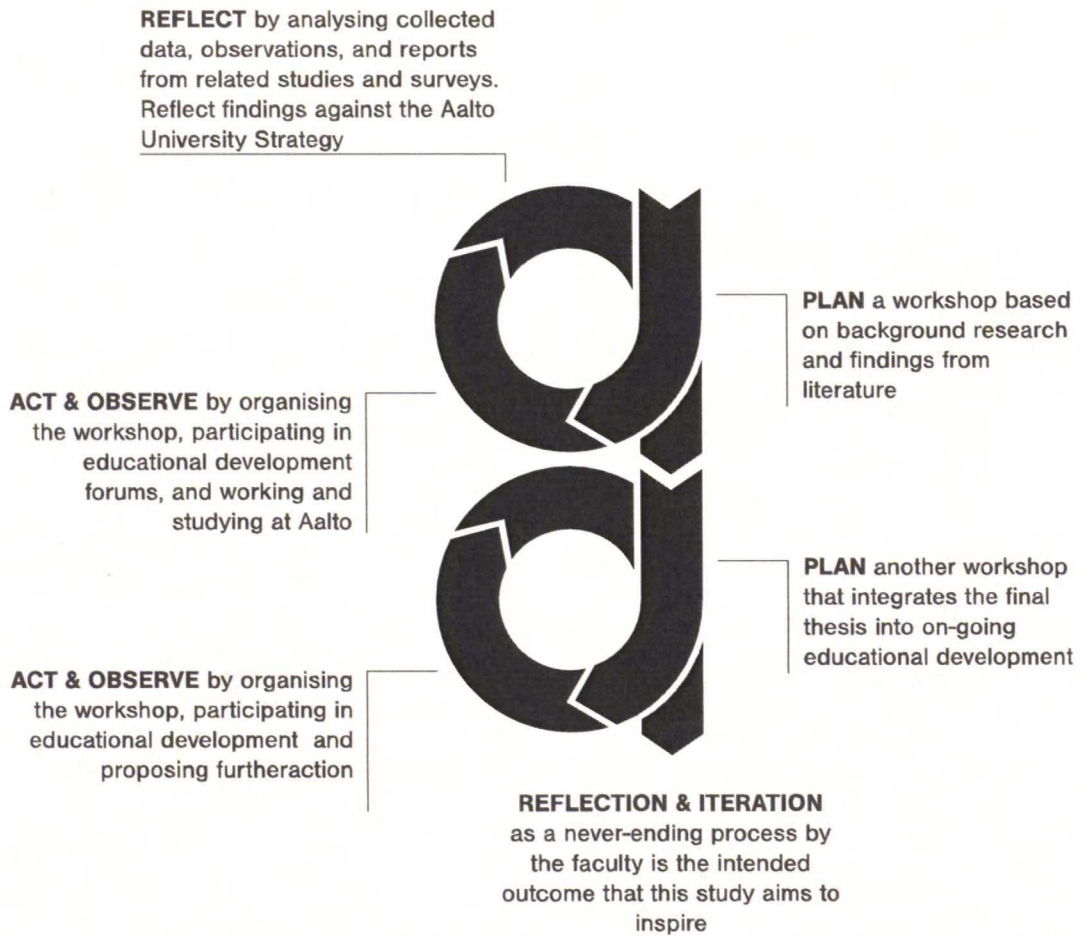 REFLECT by analysing collected
data, observations, and reports
from related studies and surveys.
Reflect findings against the Aalto
University Strategy
PLAN a workshop based
on background research
and findings from
literature
ACT & OBSERVE by organising
the workshop, participating in
educational development
forums, and working and
studying at Aalto
PLAN another workshop
that integrates the final
thesis into on-going
educational development
ACT & OBSERVE by organising
the workshop, participating in
educational development and
proposing furtheraction
REFLECTION & ITERATION
as a never-ending process by
the faculty is the intended
outcome that this study aims to
inspire